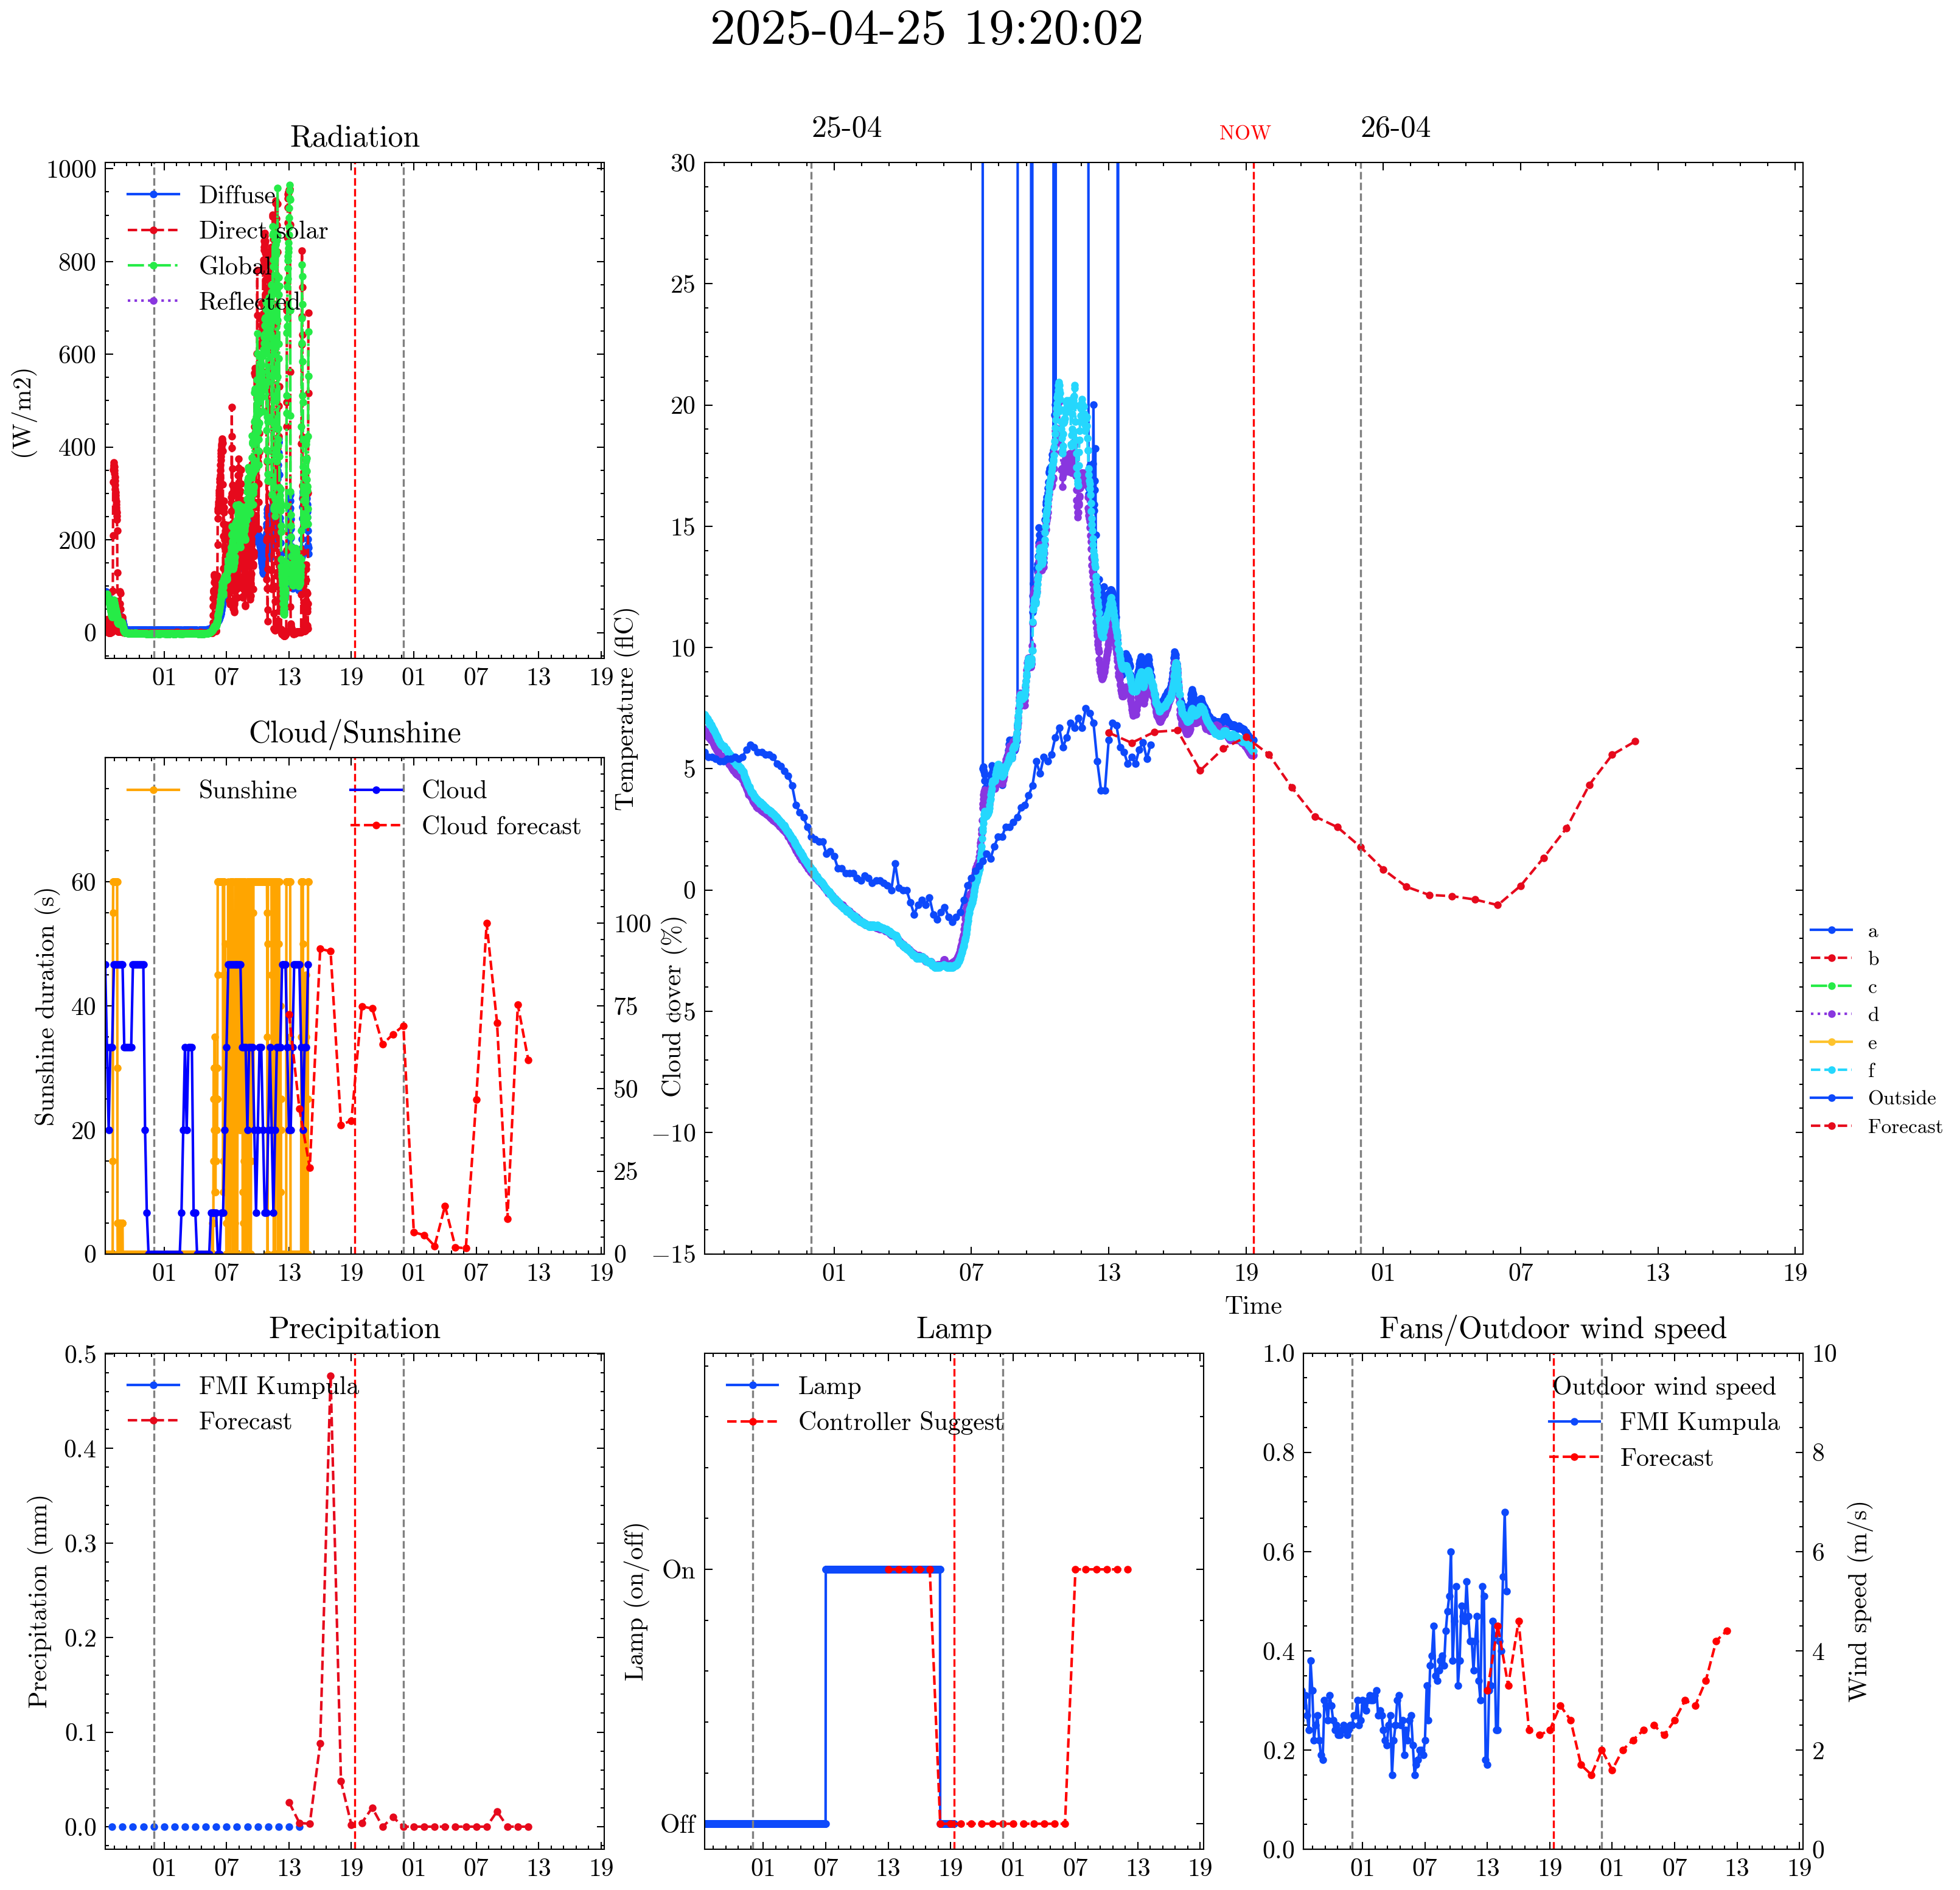 2025-04-25 19:20:02
Radiation
25-04
NOW
26-04
1000
800
600
400
200
0
(W/m2)
Diffuse
Direct solar
Global
Reflected
01 07 13 19 01 07 13 19
Cloud/Sunshine
Sunshine
Cloud
Cloud forecast
60
40
20
0
Sunshine duration (s)
100
75
50
25
0
Cloud cover (%)
01 07 13 19 01 07 13 19
Temperature (flC)
30
25
20
15
10
5
0
−5
−10
−15
01 07 13 19 01 07 13 19
Time
a
b
c
d
e
f
Outside
Forecast
Precipitation
FMI Kumpula
Forecast
0.5
0.4
0.3
0.2
0.1
0.0
Precipitation (mm)
01 07 13 19 01 07 13 19
Lamp
Lamp
Controller Suggest
On
Off
Lamp (on/off)
01 07 13 19 01 07 13 19
Fans/Outdoor wind speed
Outdoor wind speed
FMI Kumpula
Forecast
1.0
0.8
0.6
0.4
0.2
0.0
10
8
6
4
2
0
Wind speed (m/s)
01 07 13 19 01 07 13 19